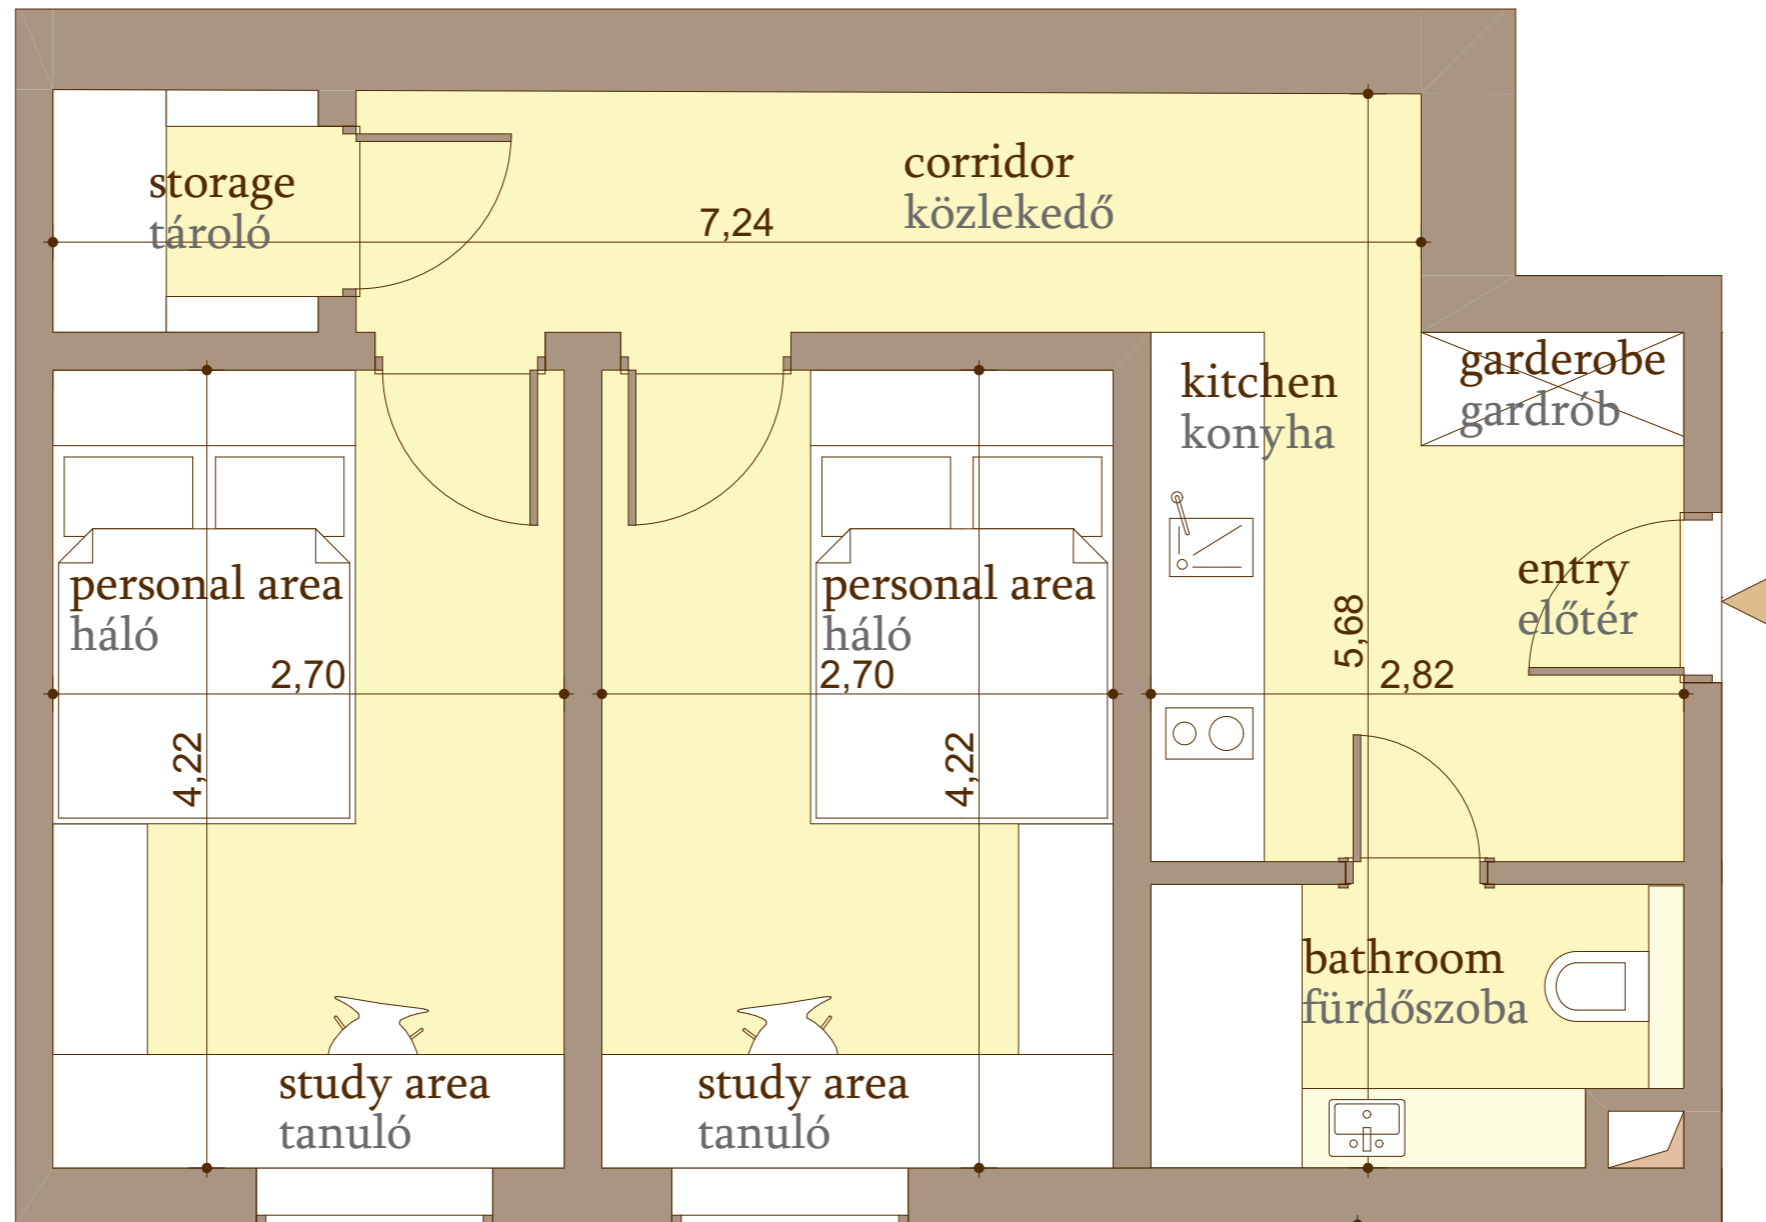 storage
tároló
corridor
közlekedő
7,24
kitchen
konyha
garderobe
gardrób
personal area
háló
2,70
4,22
personal area
háló
2,70
4,22
entry
előtér
5,68
2,82
bathroom
fürdőszoba
study area
tanuló
study area
tanuló